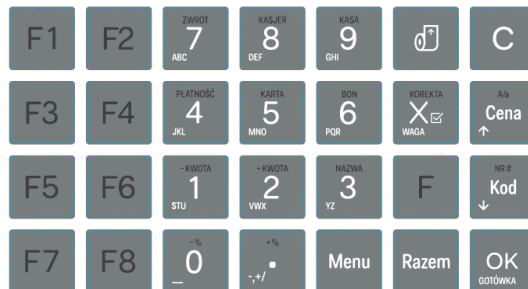 F1 F2 ZWROT 7 ABC KASJER 8 DEF KASA 9 GHI C
F3 F4 PŁATNOŚĆ 4 JKL KARTA 5 MNO BON 6 PQR KOREKTA X WAGA A/a Cena ↑
F5 F6 -KWOTA 1 STU +KWOTA 2 VWX NAZWA 3 YZ F NR# Kod ↓
F7 F8 -% 0 _ +% . -,+/ Menu Razem OK GOTÓWKA